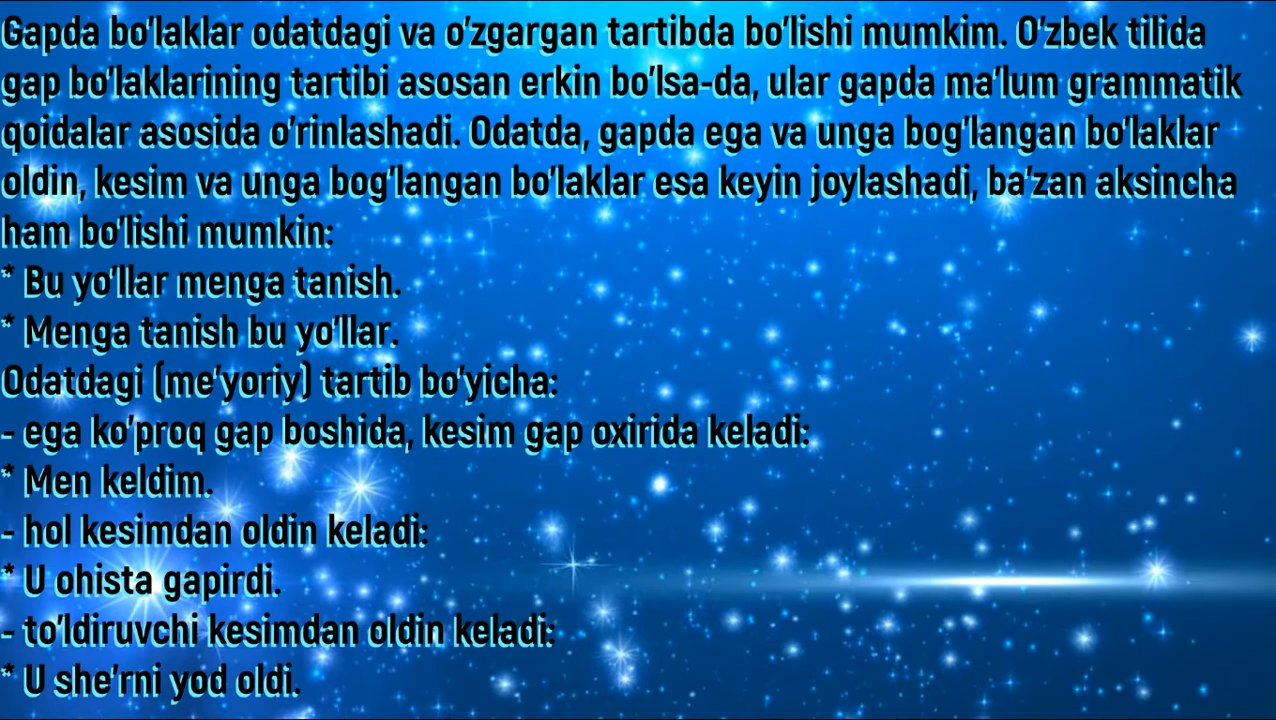 Gapda bo'laklar odatdagi va o'zgargan tartibda bo'lishi mumkim. O'zbek tilida
gap bo'laklarining tartibi asosan erkin bo'lsa-da, ular gapda ma'lum grammatik
qoidalar asosida o'rinlashadi. Odatda, gapda ega va unga bog'langan bo'laklar
oldin, kesim va unga bog'langan bo'laklar esa keyin joylashadi, ba'zan aksincha
ham bo'lishi mumkin:
* Bu yo'llar menga tanish.
* Menga tanish bu yo'llar.
Odatdagi (me'yoriy) tartib bo'yicha:
- ega ko'proq gap boshida, kesim gap oxirida keladi:
* Men keldim.
- hol kesimdan oldin keladi:
* U ohista gapirdi.
- to'ldiruvchi kesimdan oldin keladi:
* U she'rni yod oldi.